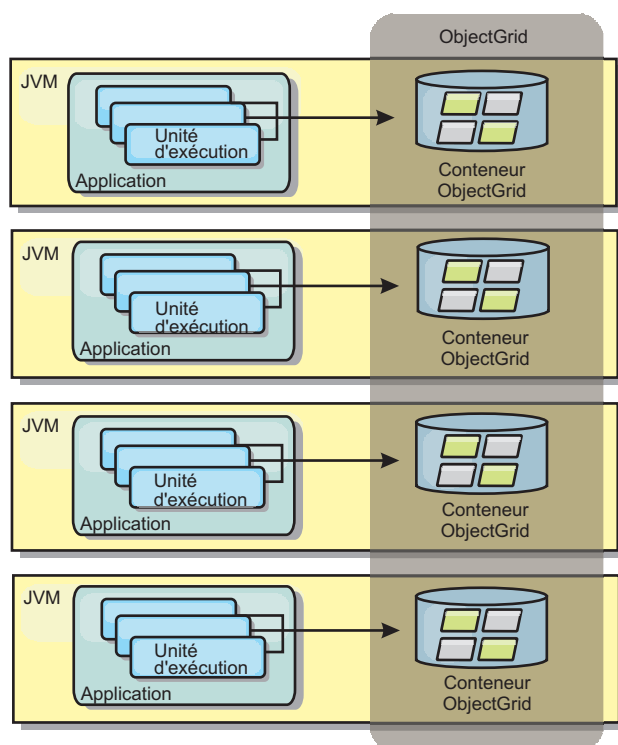 ObjectGrid
JVM
Unité
d'exécution
Application
Conteneur
ObjectGrid
JVM
Unité
d'exécution
Application
Conteneur
ObjectGrid
JVM
Unité
d'exécution
Application
Conteneur
ObjectGrid
JVM
Unité
d'exécution
Application
Conteneur
ObjectGrid